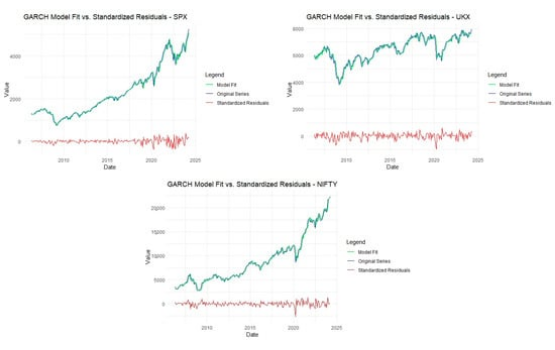 GARCH Model Fit vs. Standardized Residuals - SPX
Value
4000
2000
0
2010
2015
2020
2025
Date
Legend
Model Fit
Original Series
Standardized Residuals
GARCH Model Fit vs. Standardized Residuals - UKX
Value
8000
6000
4000
2000
0
2010
2015
2020
2025
Date
Legend
Model Fit
Original Series
Standardized Residuals
GARCH Model Fit vs. Standardized Residuals - NIFTY
Value
20000
15000
10000
5000
0
2010
2015
2020
2025
Date
Legend
Model Fit
Original Series
Standardized Residuals